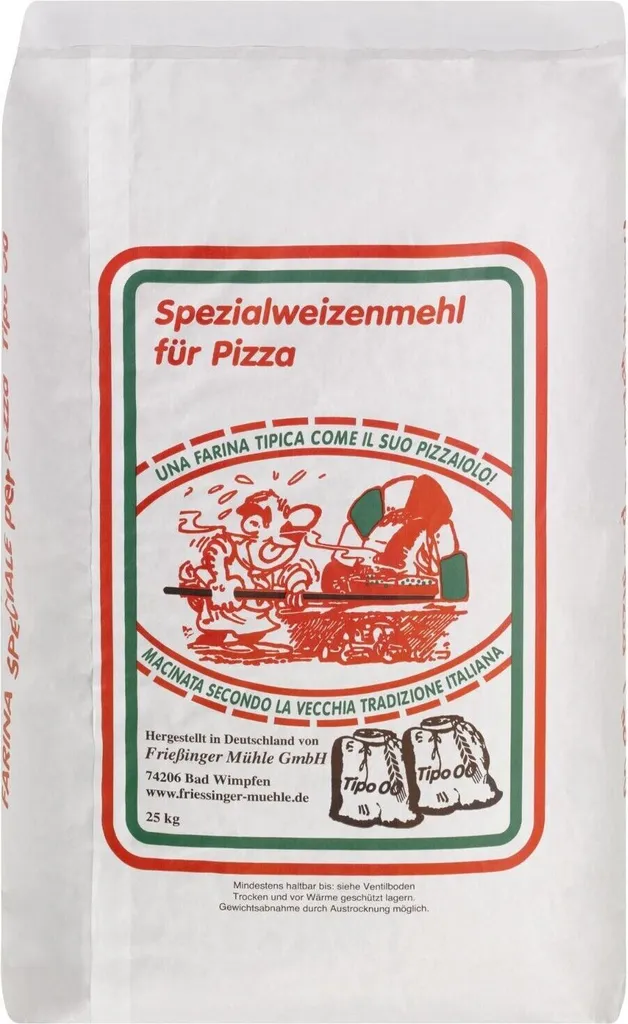 Spezialweizenmehl
für Pizza
UNA FARINA TIPICA COME IL SUO PIZZAIOLO!
MACINATA SECONDO LA VECCHIA TRADIZIONE ITALIANA
Hergestellt in Deutschland von
Frießinger Mühle GmbH
74206 Bad Wimpfen
www.friessinger-muehle.de
25 kg
Tipo 00
Tipo 00
Mindestens haltbar bis: siehe Ventilboden
Trocken und vor Wärme geschützt lagern.
Gewichtsabnahme durch Austrocknung möglich.
FARINA SPECIALE per pizza Tipo 00